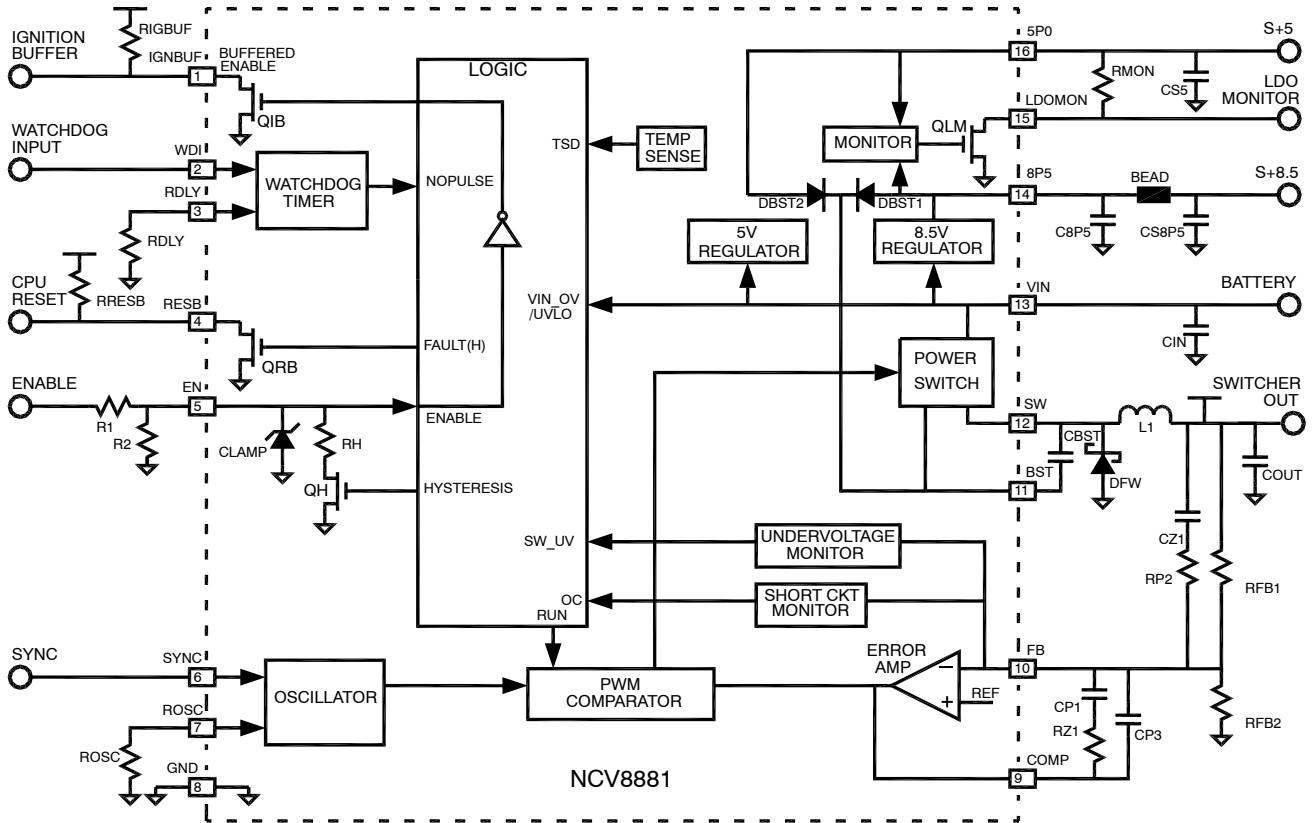 IGNITION
BUFFER
RIGBUF
IGNBUF
1
BUFFERED
ENABLE
QIB
WATCHDOG
INPUT
WDI
2
RDLY
3
RDLY
WATCHDOG
TIMER
CPU
RESET
RRESB
RESB
4
QRB
ENABLE
R1
R2
EN
5
CLAMP
RH
QH
LOGIC
NOPULSE
FAULT(H)
ENABLE
HYSTERESIS
TSD
VIN_OV
/UVLO
SW_UV
OC
RUN
TEMP
SENSE
SYNC
SYNC
6
ROSC
7
ROSC
GND
8
OSCILLATOR
PWM
COMPARATOR
NCV8881
MONITOR
QLM
DBST2
DBST1
5V
REGULATOR
8.5V
REGULATOR
POWER
SWITCH
UNDERVOLTAGE
MONITOR
SHORT CKT
MONITOR
ERROR
AMP
−
+
REF
5P0
16
S+5
RMON
CS5
LDO
MONITOR
LDOMON
15
8P5
14
BEAD
S+8.5
C8P5
CS8P5
VIN
13
BATTERY
CIN
SWITCHER
OUT
SW
12
L1
CBST
BST
11
DFW
COUT
CZ1
RP2
RFB1
FB
10
CP1
RZ1
CP3
RFB2
COMP
9